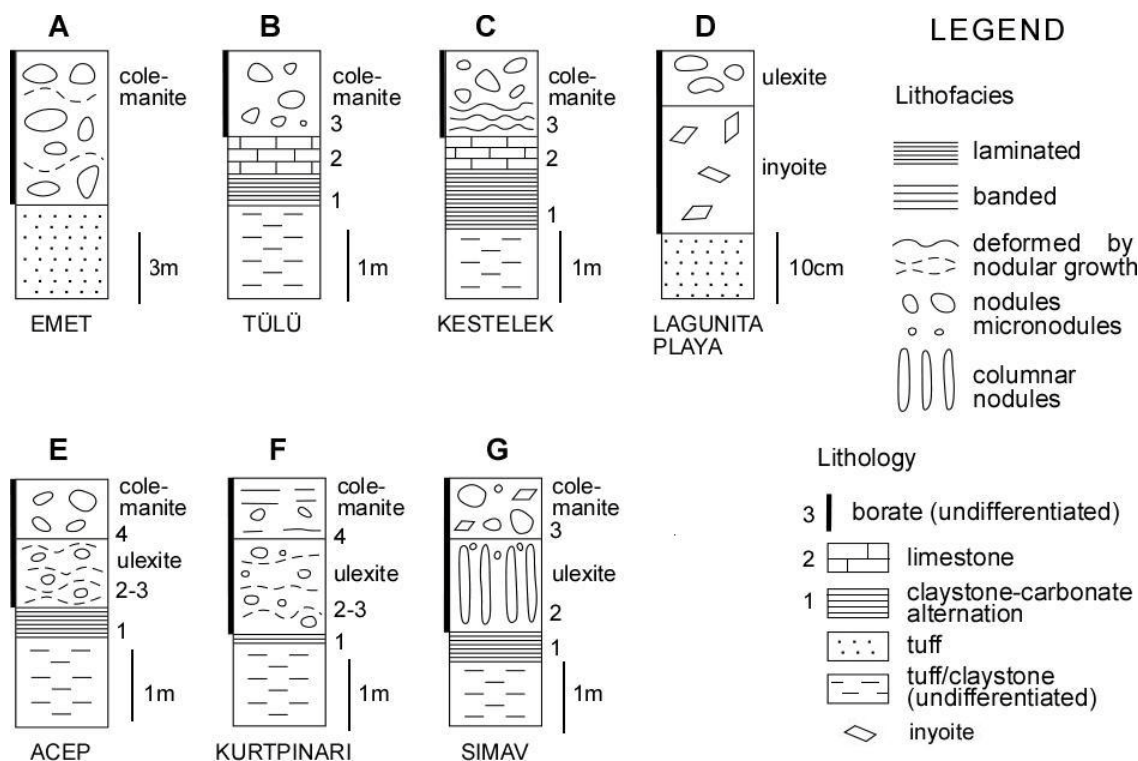 A
cole-
manite
3m
EMET
B
cole-
manite
3
2
1
1m
TÜLÜ
C
cole-
manite
3
2
1
1m
KESTELEK
D
ulexite
inyoite
10cm
LAGUNITA
PLAYA
LEGEND
Lithofacies
laminated
banded
deformed by
nodular growth
nodules
micronodules
columnar
nodules
E
cole-
manite
4
ulexite
2-3
1
1m
ACEP
F
cole-
manite
4
ulexite
2-3
1
1m
KURTPINARI
G
cole-
manite
3
ulexite
2
1
1m
SIMAV
Lithology
3 borate (undifferentiated)
2 limestone
1 claystone-carbonate
alternation
tuff
tuff/claystone
(undifferentiated)
inyoite